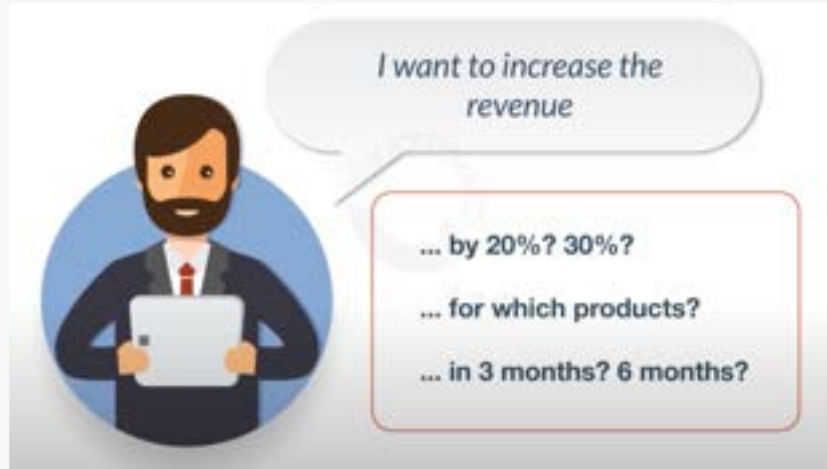 I want to increase the
revenue
... by 20%? 30%?
... for which products?
... in 3 months? 6 months?